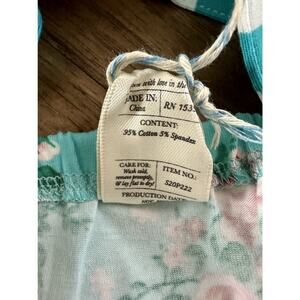 with love in the
MADE IN: RN 1535
China
CONTENT:
95% Cotton 5% Spandex
CARE FOR: ITEM NO.:
Wash cold, S20P222
remove promptly,
& lay flat to dry!
PRODUCTION DATE